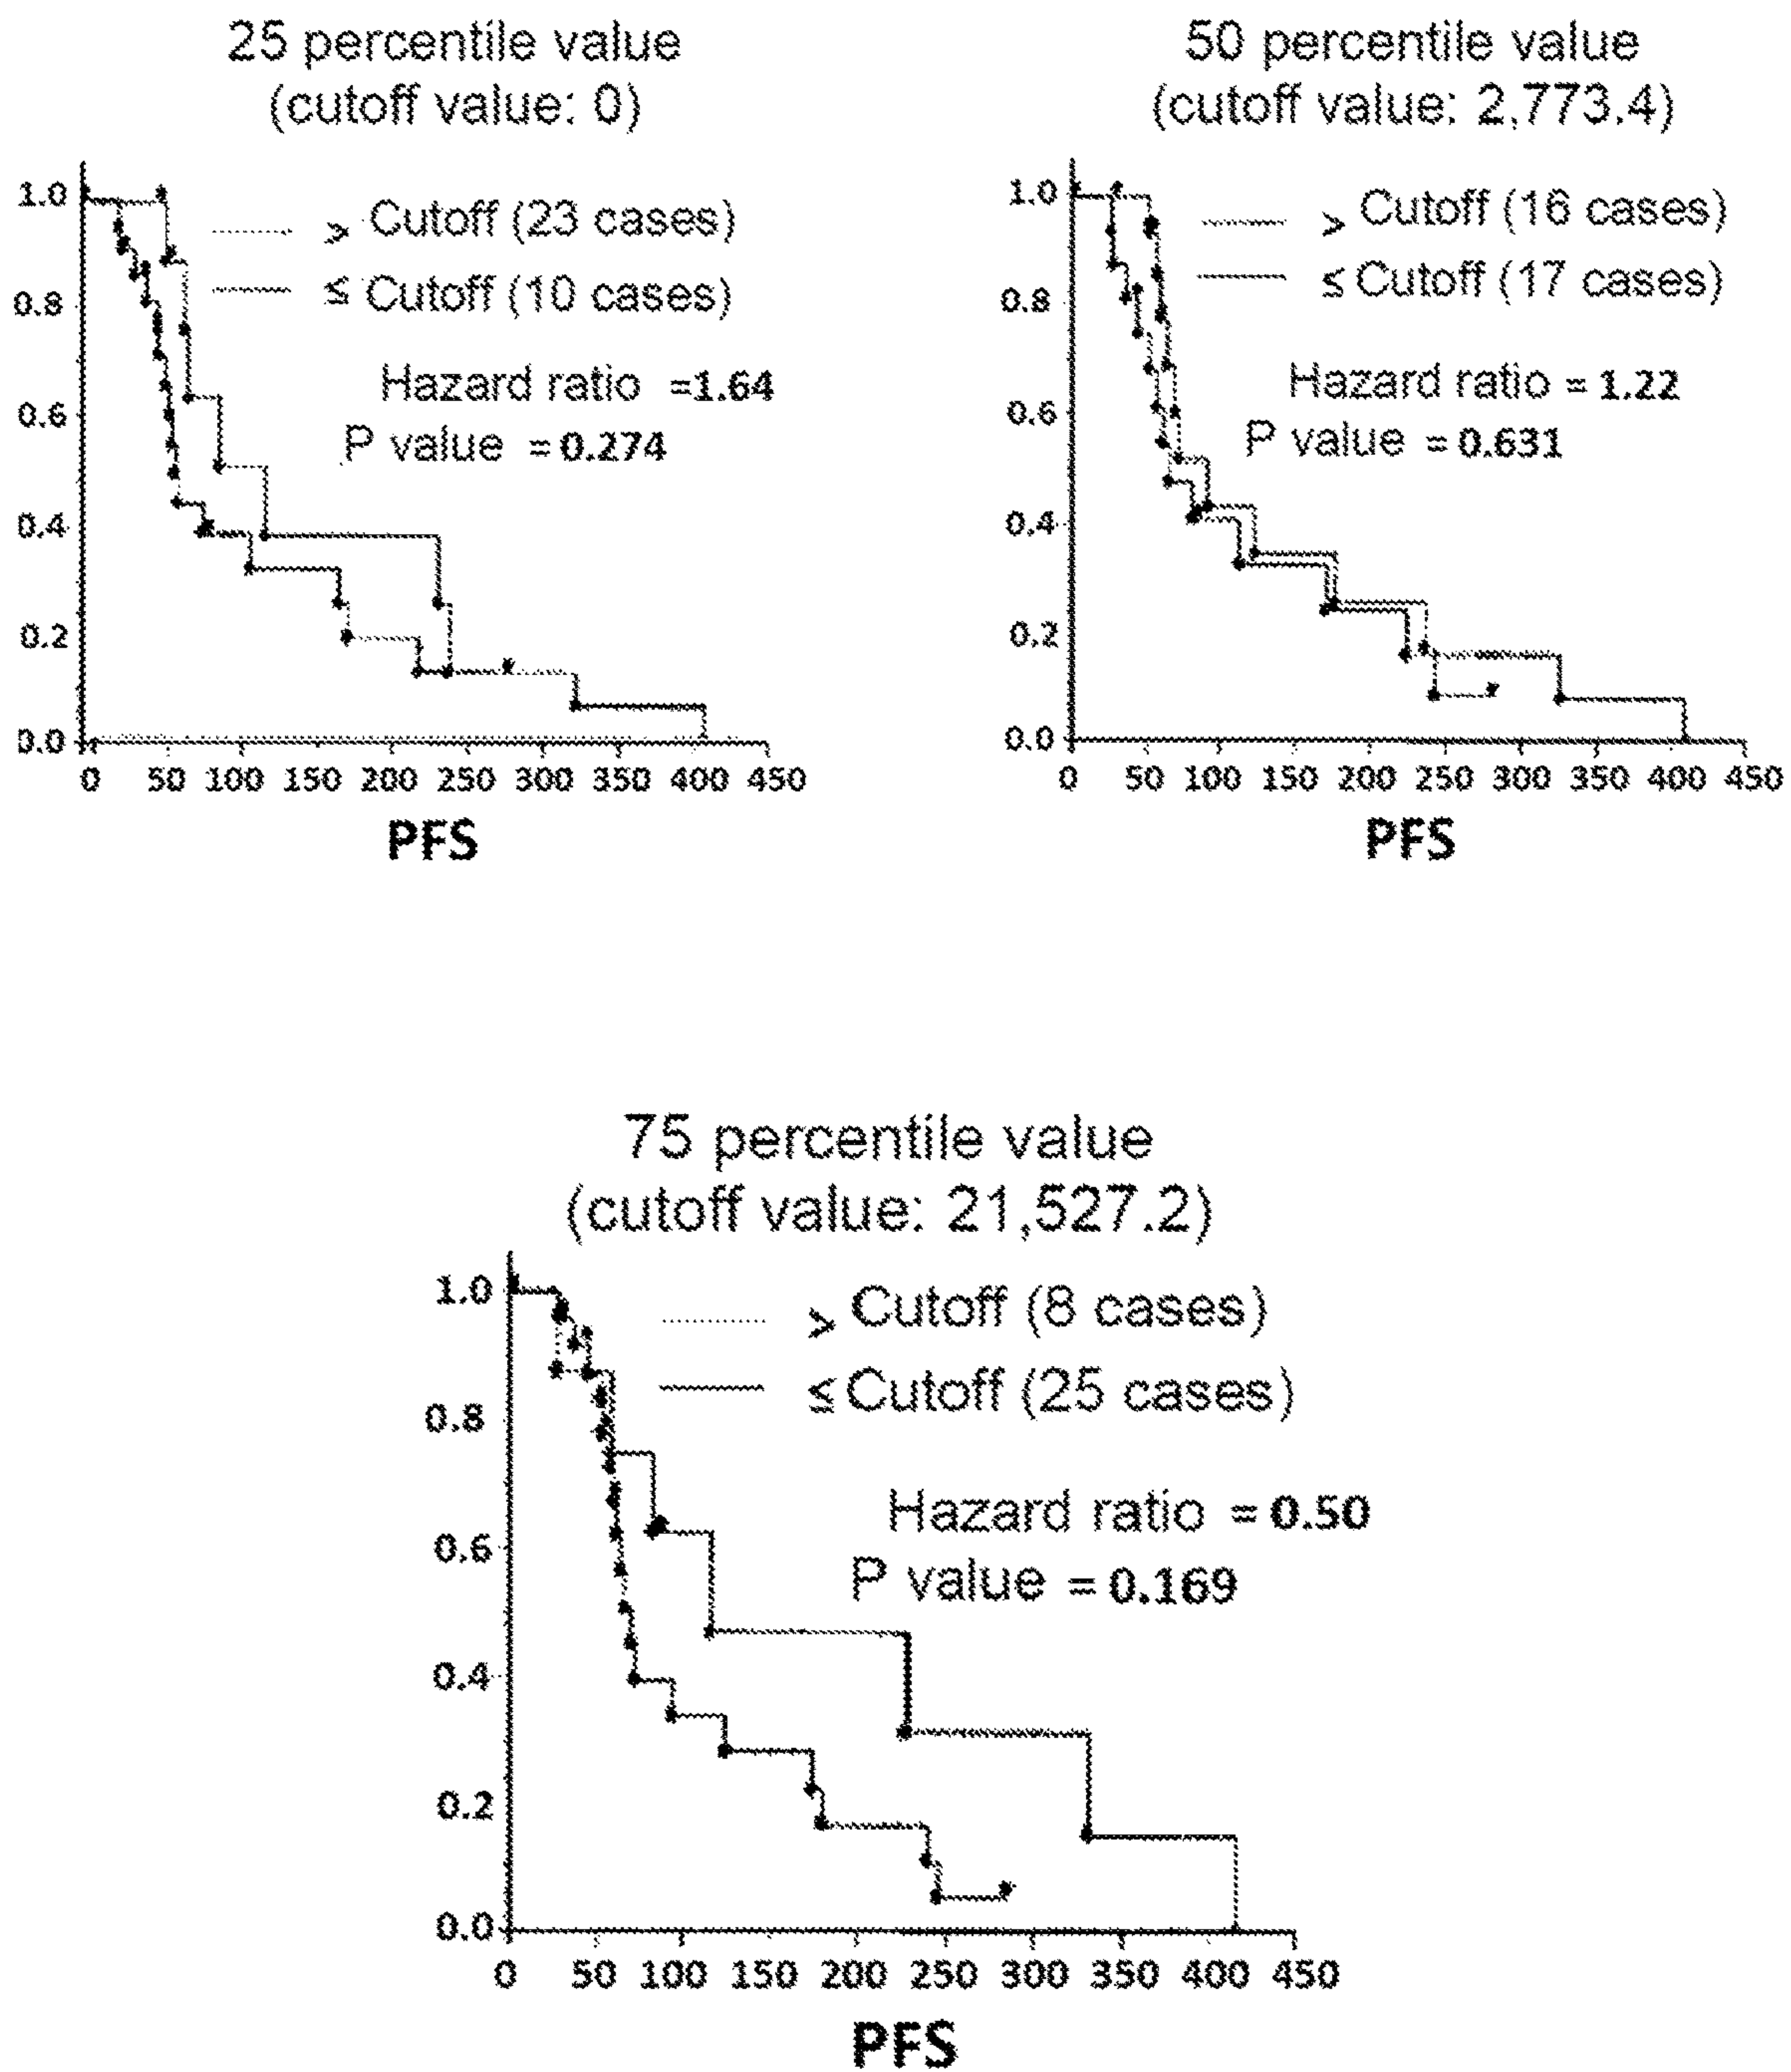 25 percentile value
(cutoff value: 0)
1.0
0.8
0.6
0.4
0.2
0.0
> Cutoff (23 cases)
≤ Cutoff (10 cases)
Hazard ratio =1.64
P value = 0.274
0 50 100 150 200 250 300 350 400 450
PFS
50 percentile value
(cutoff value: 2,773.4)
1.0
0.8
0.6
0.4
0.2
0.0
> Cutoff (16 cases)
≤ Cutoff (17 cases)
Hazard ratio = 1.22
P value = 0.631
0 50 100 150 200 250 300 350 400 450
PFS
75 percentile value
(cutoff value: 21,527.2)
1.0
0.8
0.6
0.4
0.2
0.0
> Cutoff (8 cases)
≤ Cutoff (25 cases)
Hazard ratio = 0.50
P value = 0.169
0 50 100 150 200 250 300 350 400 450
PFS